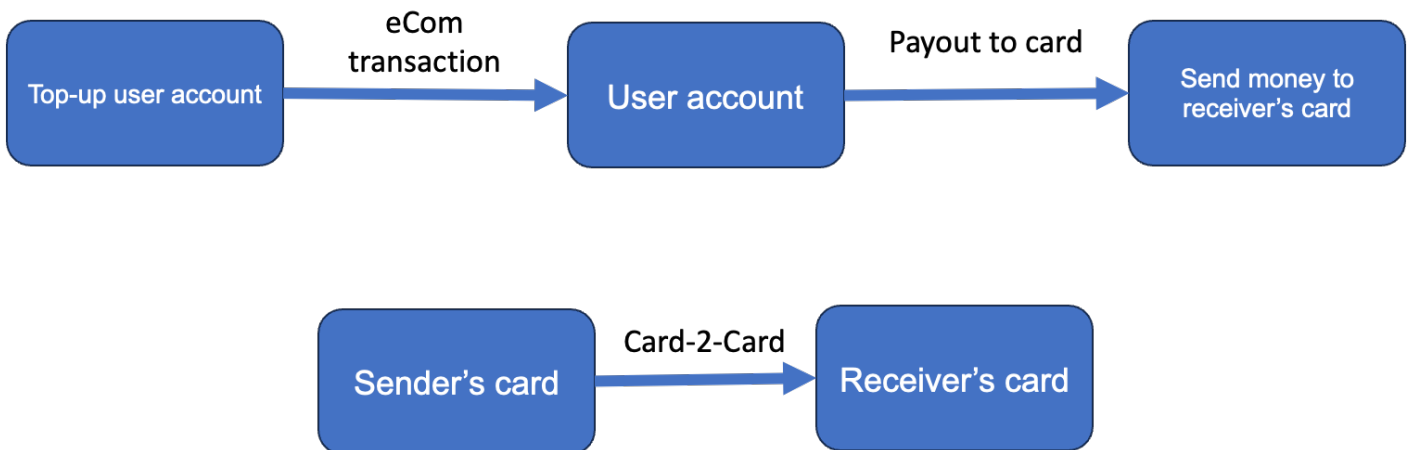 eCom
transaction
Payout to card
Top-up user account
User account
Send money to
receiver’s card
Card-2-Card
Sender’s card
Receiver’s card